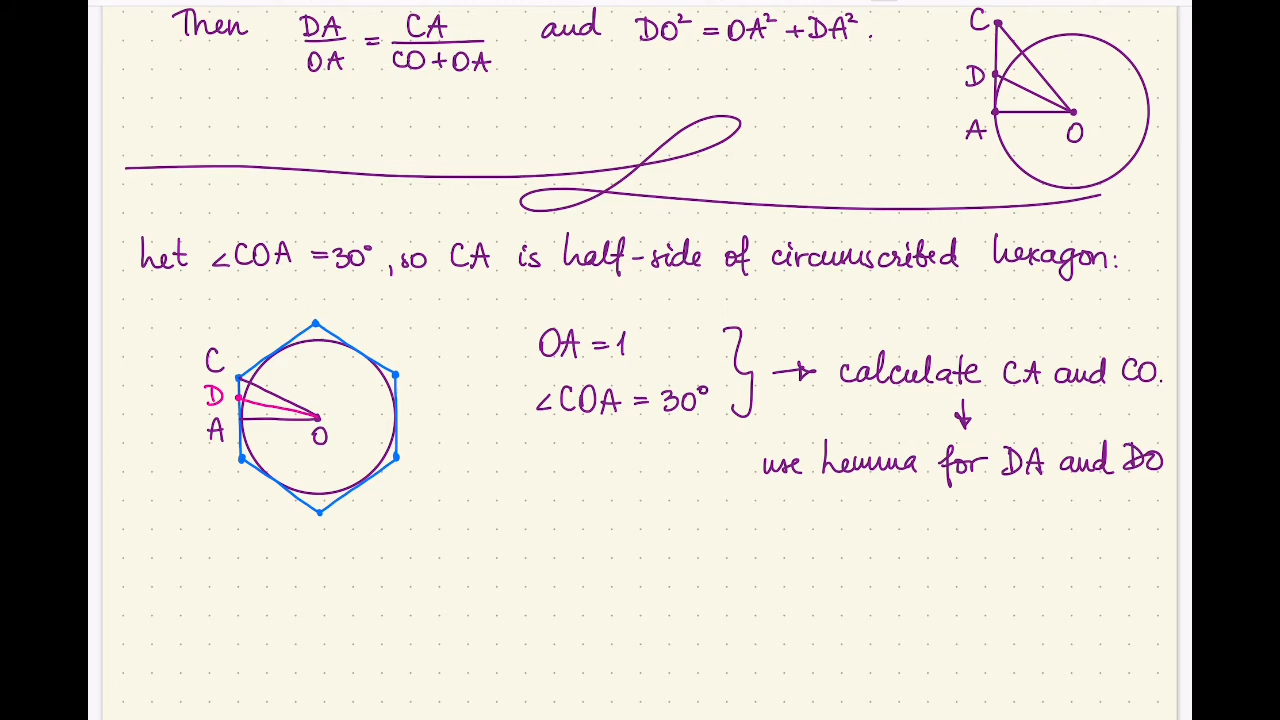 Then DA/OA = CA/(CO+OA) and DO² = OA² + DA².
C
D
A
O
Let ∠COA = 30°, so CA is half-side of circumscribed hexagon:
C
D
A
O
OA = 1
∠COA = 30°
→ calculate CA and CO.
↓
use Lemma for DA and DO